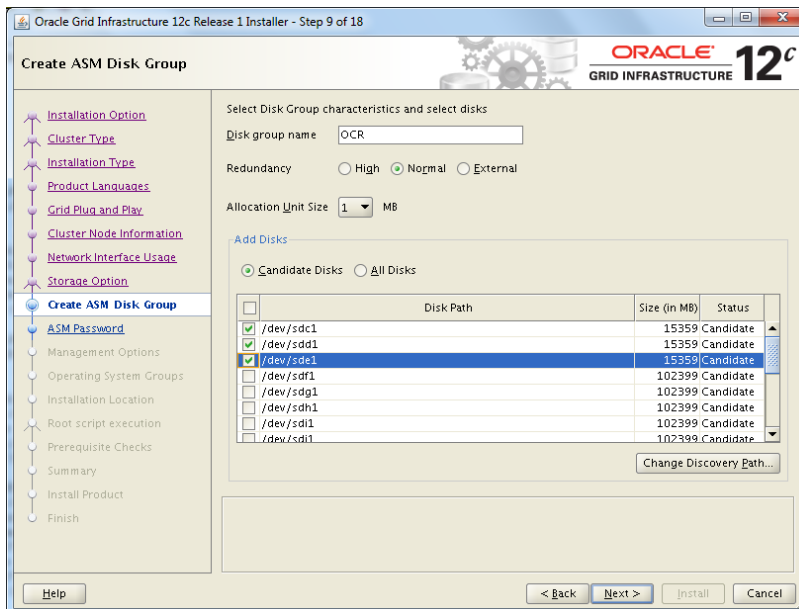 Oracle Grid Infrastructure 12c Release 1 Installer - Step 9 of 18
Create ASM Disk Group
ORACLE
GRID INFRASTRUCTURE
12c
Installation Option
Cluster Type
Installation Type
Product Languages
Grid Plug and Play
Cluster Node Information
Network Interface Usage
Storage Option
Create ASM Disk Group
ASM Password
Management Options
Operating System Groups
Installation Location
Root script execution
Prerequisite Checks
Summary
Install Product
Finish
Select Disk Group characteristics and select disks
Disk group name OCR
Redundancy High Normal External
Allocation Unit Size 1 MB
Add Disks
Candidate Disks All Disks
Disk Path Size (in MB) Status
/dev/sdc1 15359 Candidate
/dev/sdd1 15359 Candidate
/dev/sde1 15359 Candidate
/dev/sdf1 102399 Candidate
/dev/sdg1 102399 Candidate
/dev/sdh1 102399 Candidate
/dev/sdi1 102399 Candidate
/dev/sdj1 102399 Candidate
Change Discovery Path...
Help < Back Next > Install Cancel